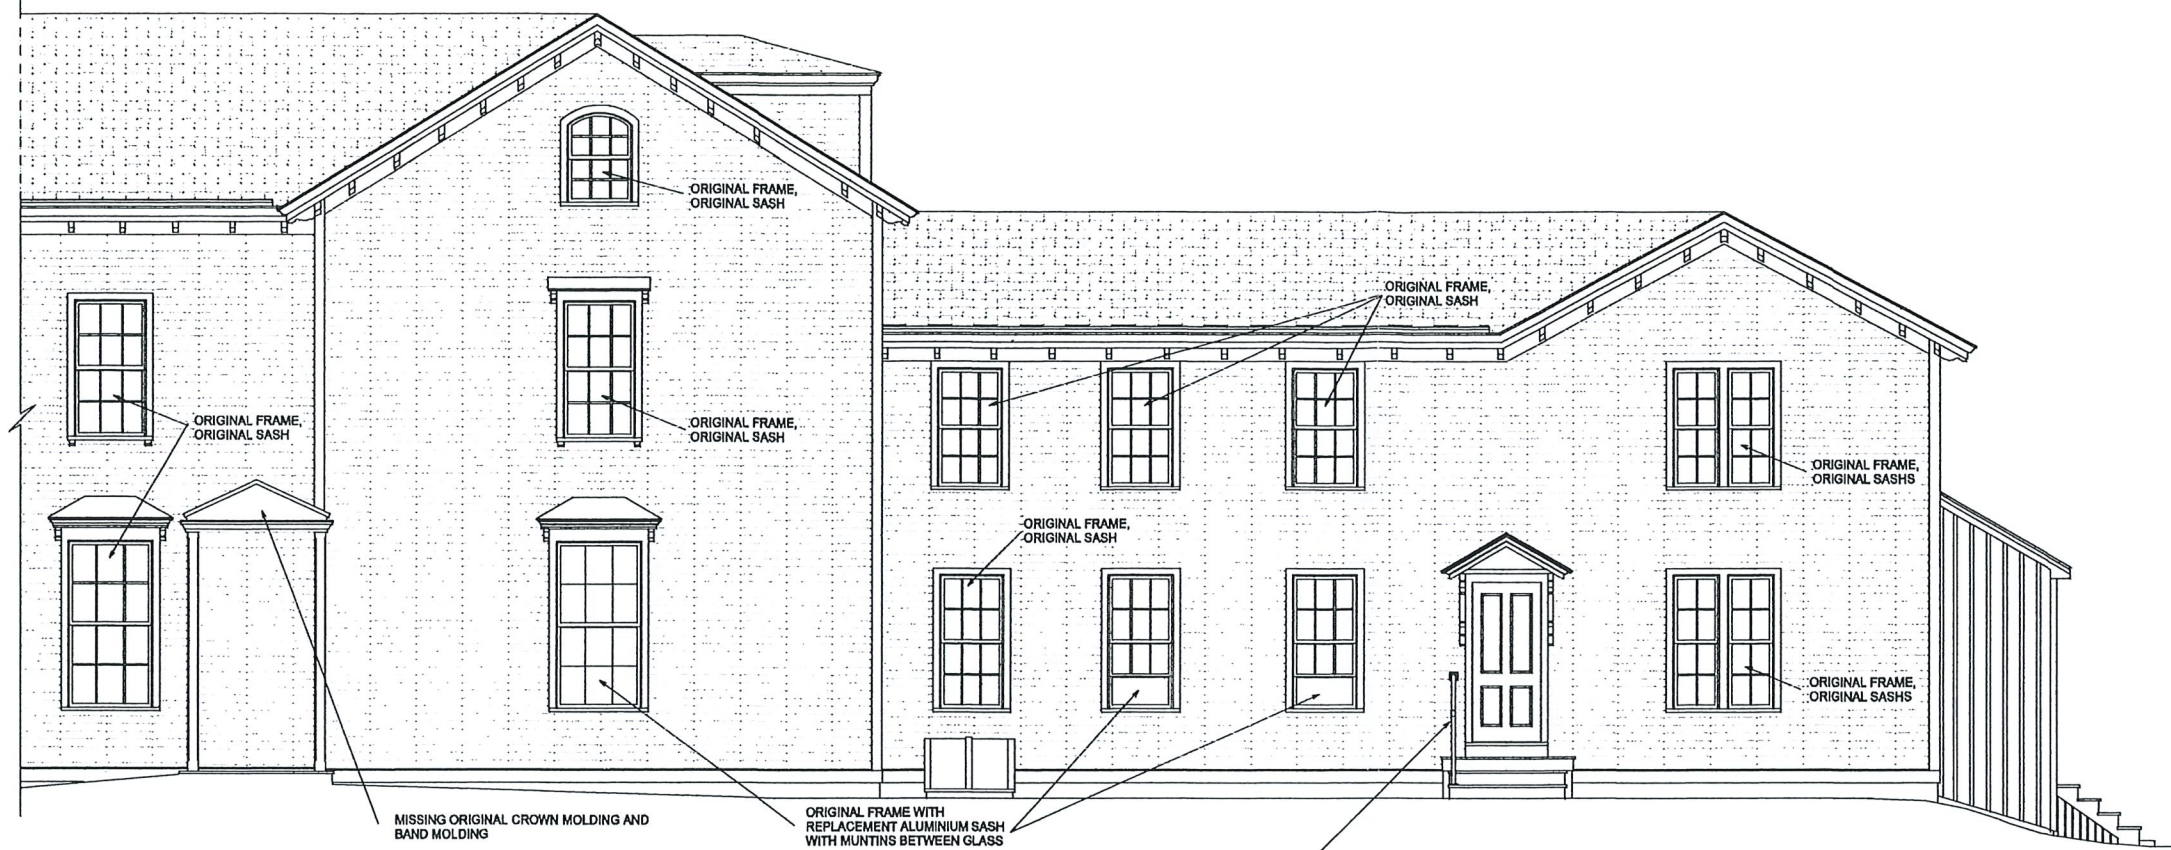 ORIGINAL FRAME,
ORIGINAL SASH
ORIGINAL FRAME,
ORIGINAL SASH
ORIGINAL FRAME,
ORIGINAL SASH
ORIGINAL FRAME,
ORIGINAL SASH
ORIGINAL FRAME,
ORIGINAL SASHS
ORIGINAL FRAME,
ORIGINAL SASH
ORIGINAL FRAME,
ORIGINAL SASHS
MISSING ORIGINAL CROWN MOLDING AND
BAND MOLDING
ORIGINAL FRAME WITH
REPLACEMENT ALUMINIUM SASH
WITH MUNTINS BETWEEN GLASS